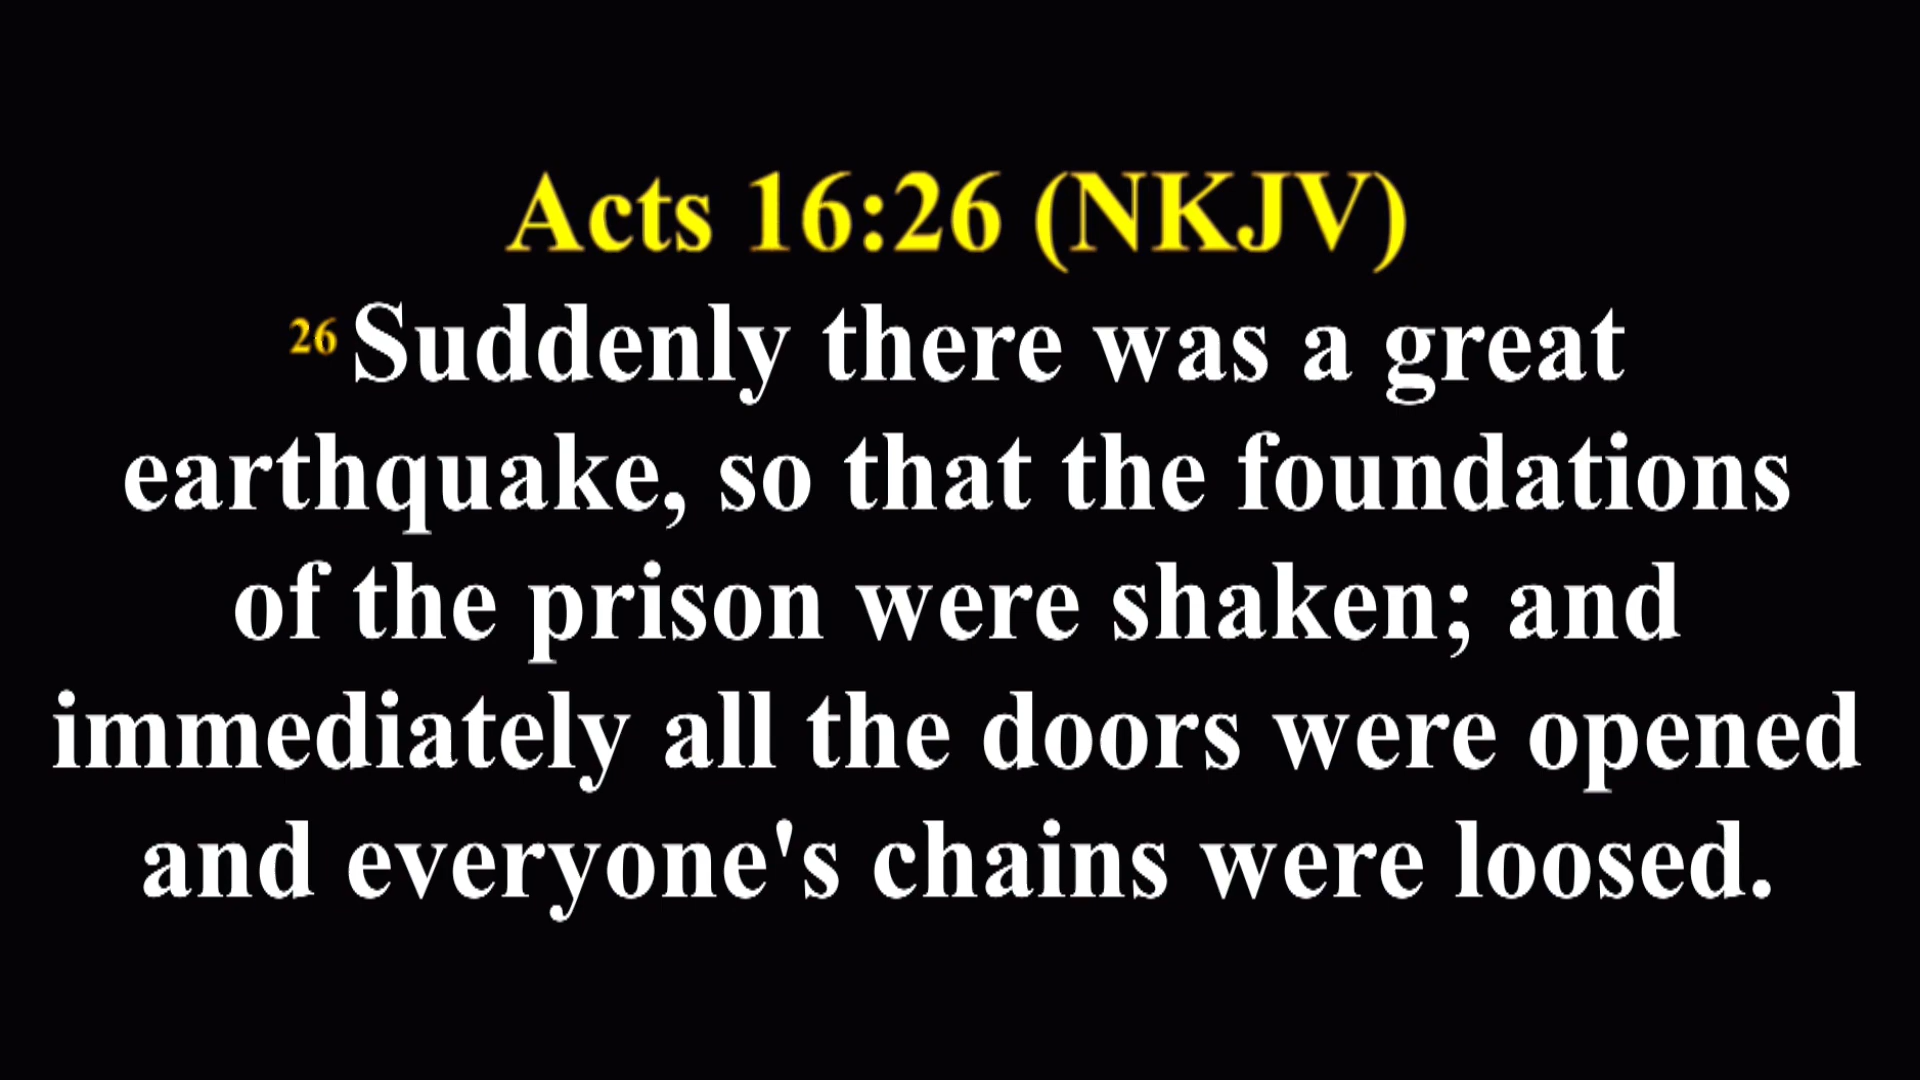 Acts 16:26 (NKJV)
26 Suddenly there was a great
earthquake, so that the foundations
of the prison were shaken; and
immediately all the doors were opened
and everyone's chains were loosed.